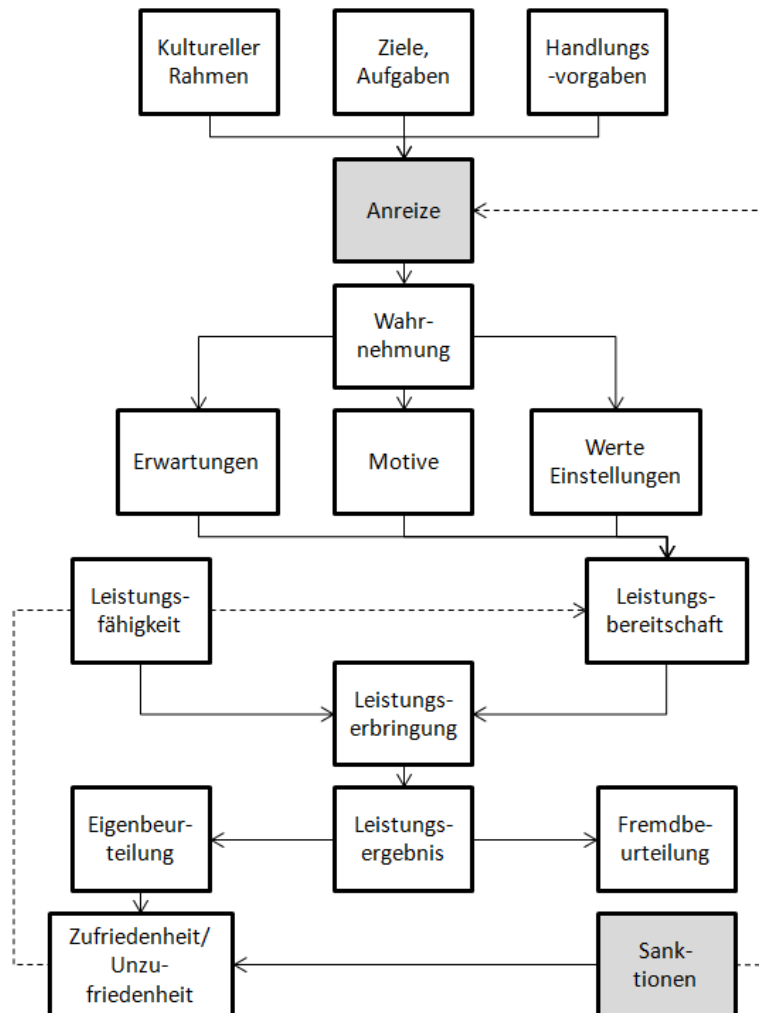 Kultureller
Rahmen
Ziele,
Aufgaben
Handlungs
-vorgaben
Anreize
Wahr-
nehmung
Erwartungen
Motive
Werte
Einstellungen
Leistungs-
fähigkeit
Leistungs-
bereitschaft
Leistungs-
erbringung
Eigenbeur-
teilung
Leistungs-
ergebnis
Fremdbe-
urteilung
Zufriedenheit/
Unzu-
friedenheit
Sank-
tionen